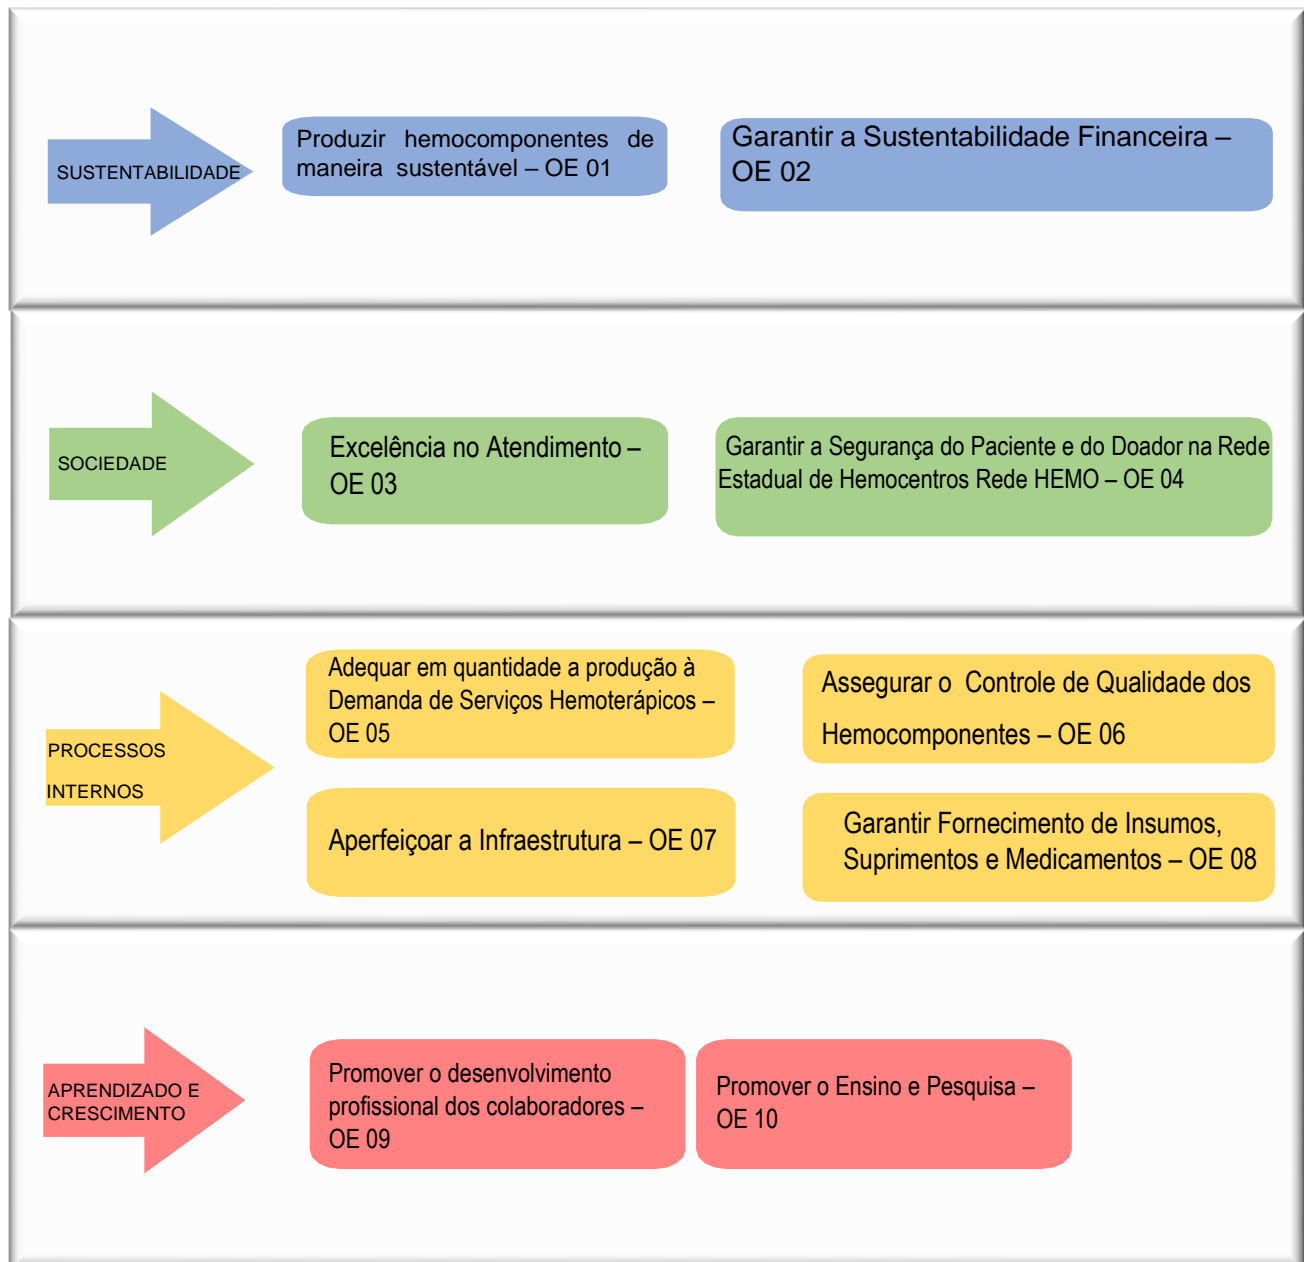 SUSTENTABILIDADE
Produzir hemocomponentes de
maneira sustentável – OE 01
Garantir a Sustentabilidade Financeira –
OE 02
SOCIEDADE
Excelência no Atendimento –
OE 03
Garantir a Segurança do Paciente e do Doador na Rede
Estadual de Hemocentros Rede HEMO – OE 04
PROCESSOS
INTERNOS
Adequar em quantidade a produção à
Demanda de Serviços Hemoterápicos –
OE 05
Assegurar o Controle de Qualidade dos
Hemocomponentes – OE 06
Aperfeiçoar a Infraestrutura – OE 07
Garantir Fornecimento de Insumos,
Suprimentos e Medicamentos – OE 08
APRENDIZADO E
CRESCIMENTO
Promover o desenvolvimento
profissional dos colaboradores –
OE 09
Promover o Ensino e Pesquisa –
OE 10